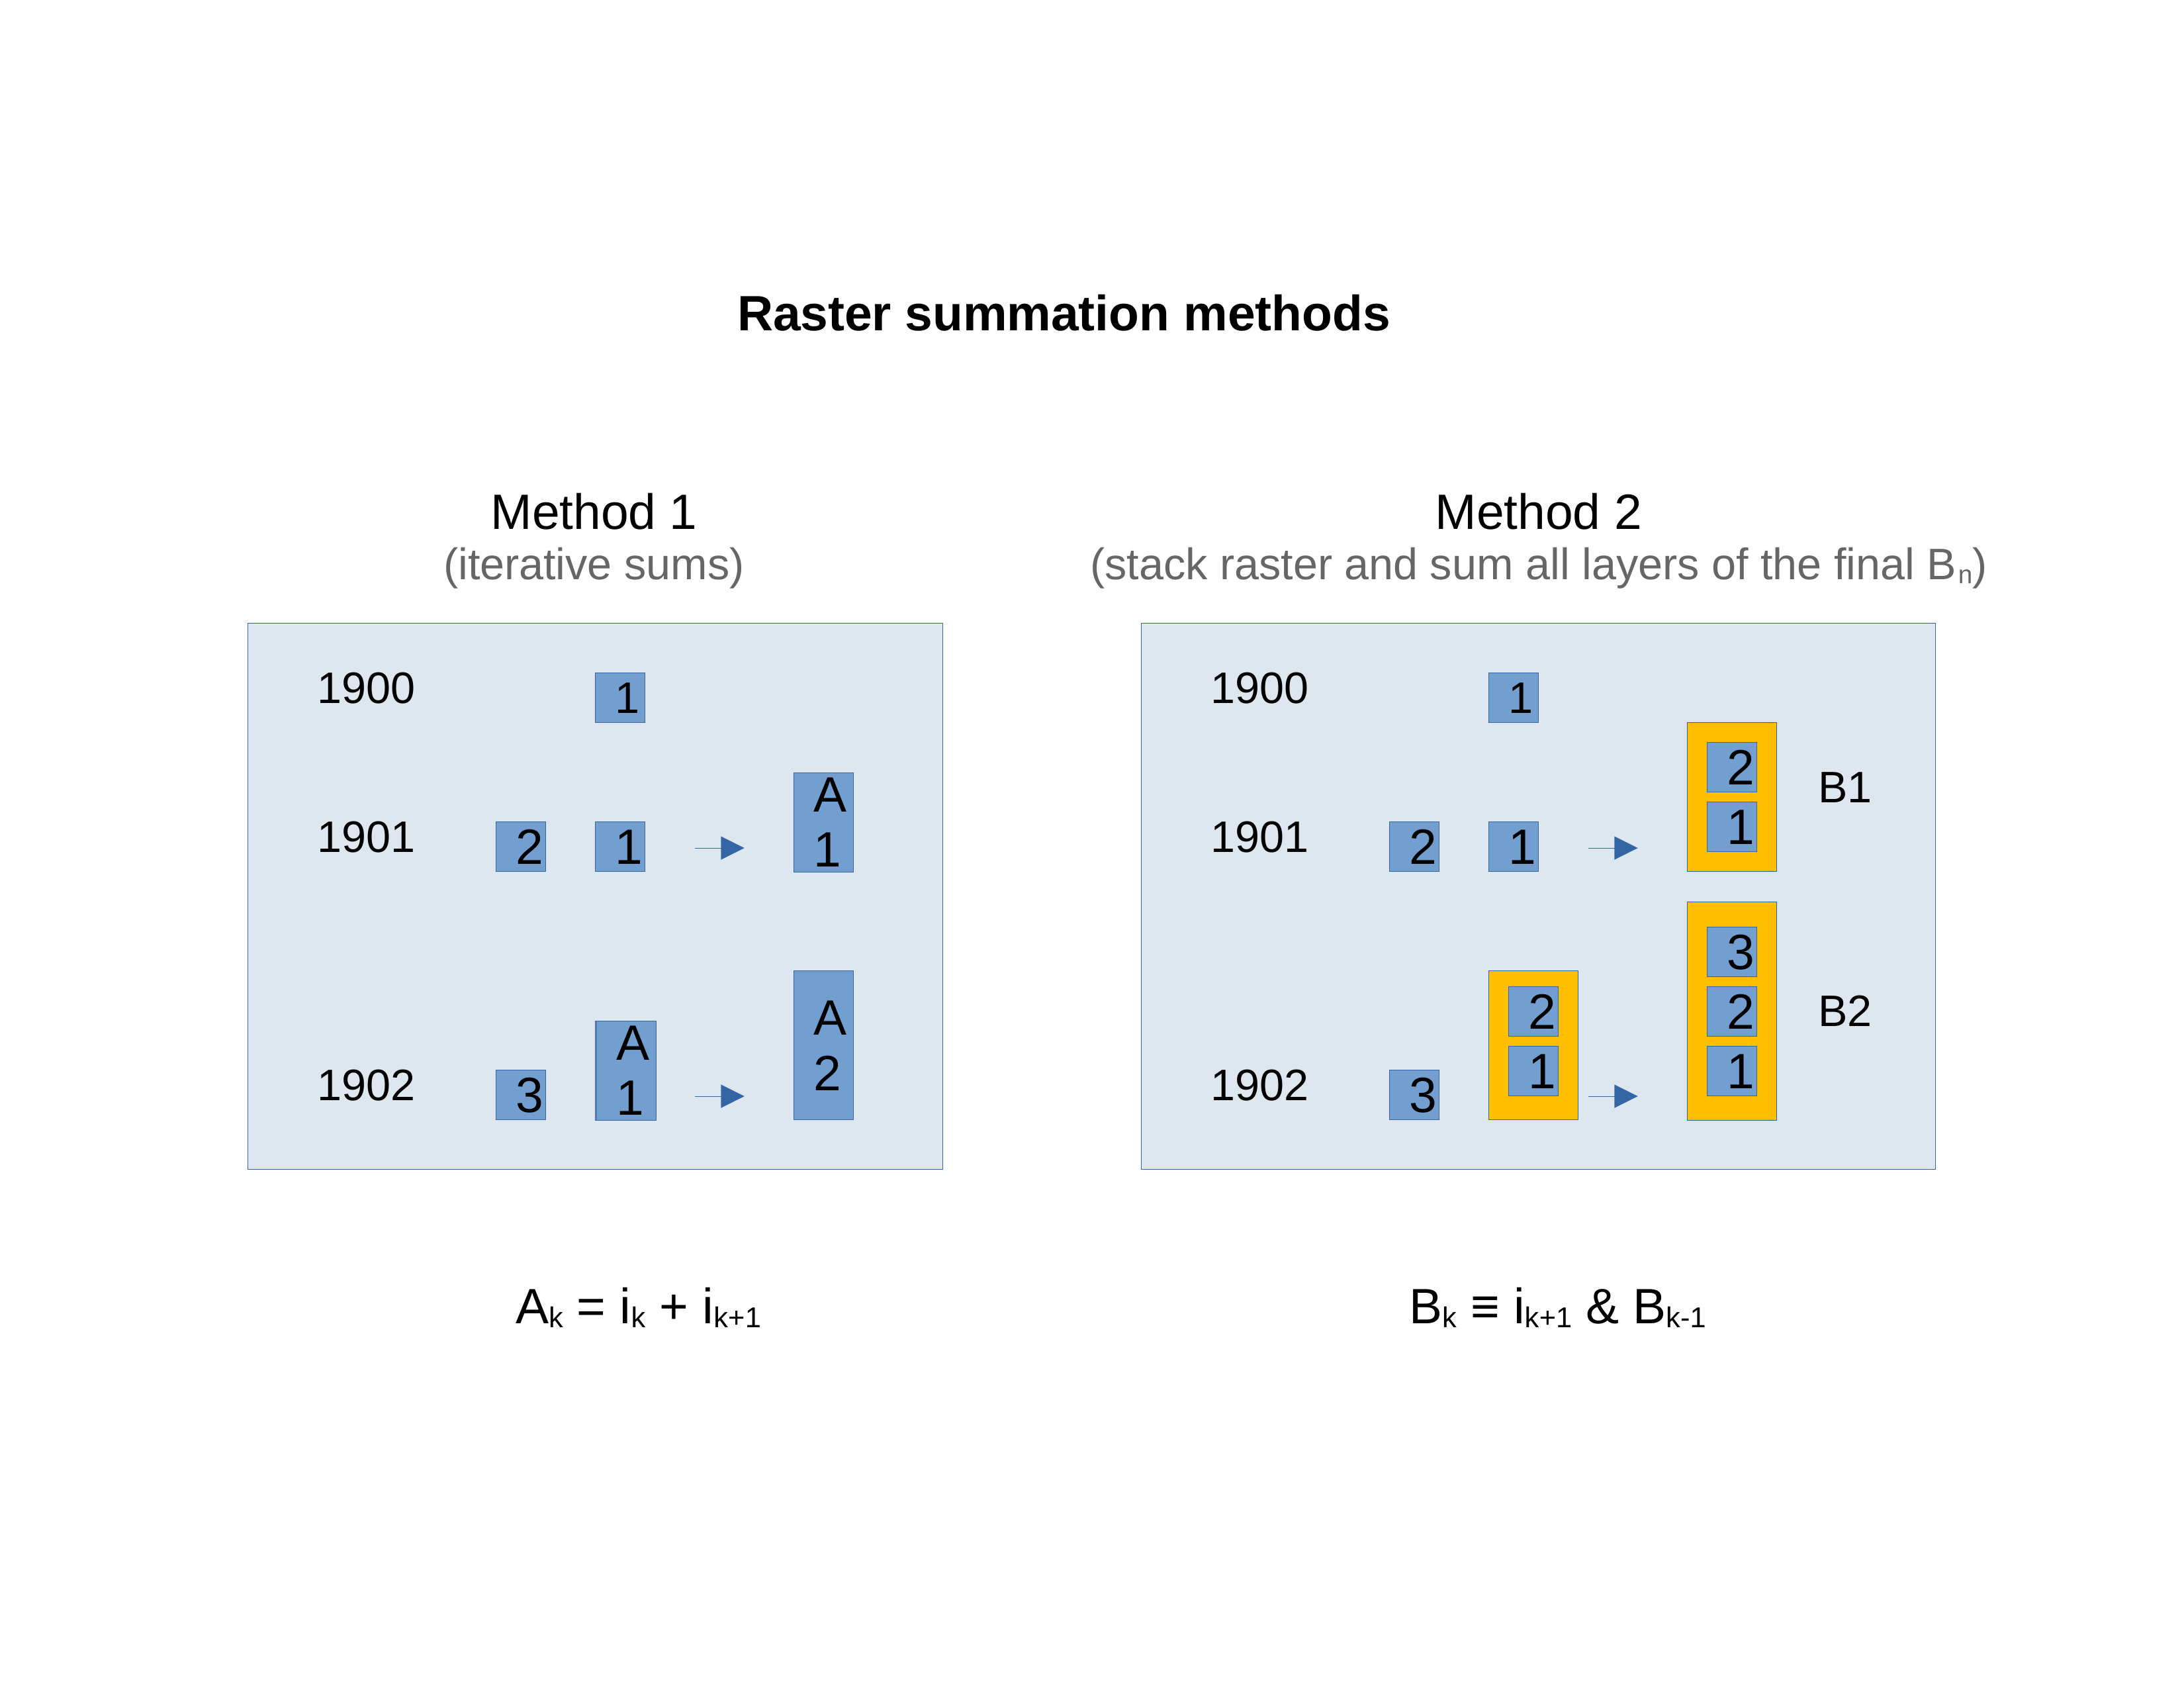 Raster summation methods
Method 1
(iterative sums)
1900
1
1901
2 1
A
1
1902
3
A
1
A
2
Aₖ = iₖ + iₖ₊₁
Method 2
(stack raster and sum all layers of the final Bₙ)
1900
1
1901
2 1
2
1
B1
1902
3
2
1
3
2
1
B2
Bₖ ≡ iₖ₊₁ & Bₖ₋₁